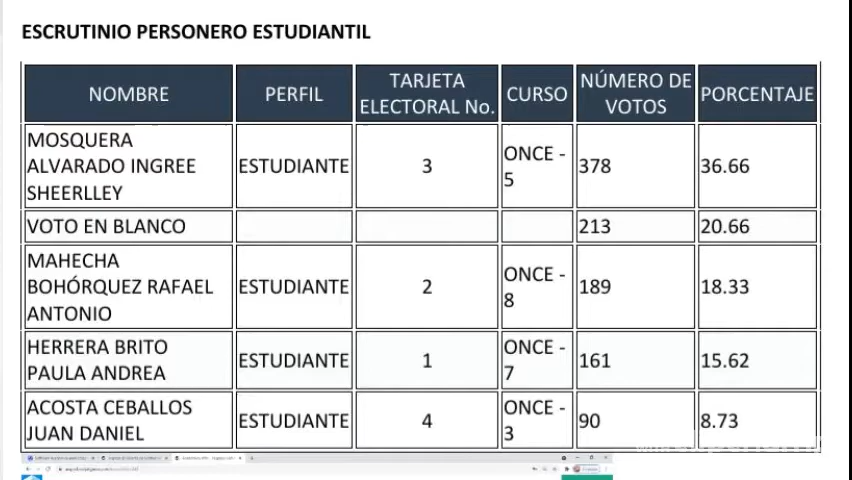 ESCRUTINIO PERSONERO ESTUDIANTIL
NOMBRE PERFIL TARJETA ELECTORAL No. CURSO NÚMERO DE VOTOS PORCENTAJE
MOSQUERA
ALVARADO INGREE
SHEERLLEY
ESTUDIANTE
3
ONCE -
5
378
36.66
VOTO EN BLANCO
213
20.66
MAHECHA
BOHÓRQUEZ RAFAEL
ANTONIO
ESTUDIANTE
2
ONCE -
8
189
18.33
HERRERA BRITO
PAULA ANDREA
ESTUDIANTE
1
ONCE -
7
161
15.62
ACOSTA CEBALLOS
JUAN DANIEL
ESTUDIANTE
4
ONCE -
3
90
8.73